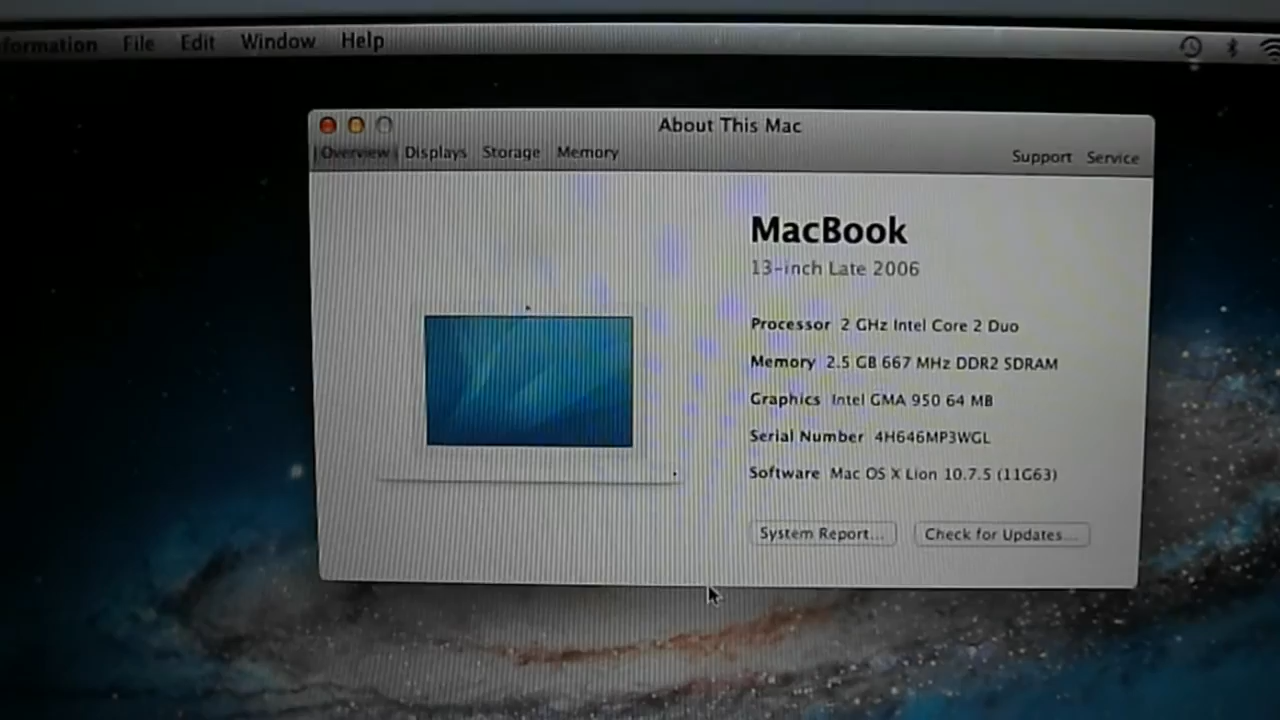 formation File Edit Window Help
About This Mac
Overview Displays Storage Memory Support Service
MacBook
13-inch Late 2006
Processor 2 GHz Intel Core 2 Duo
Memory 2.5 GB 667 MHz DDR2 SDRAM
Graphics Intel GMA 950 64 MB
Serial Number 4H646MP3WGL
Software Mac OS X Lion 10.7.5 (11G63)
System Report... Check for Updates...